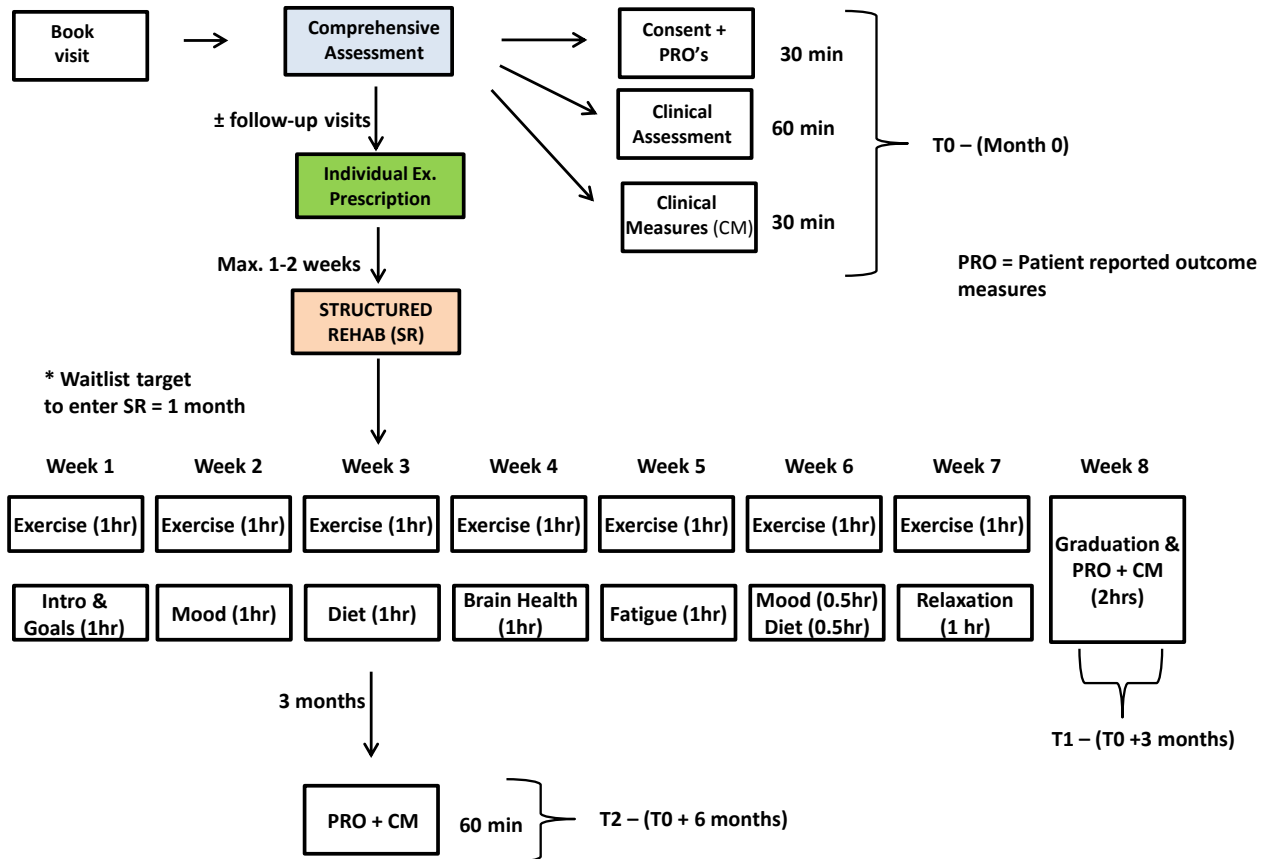 Book
visit
Comprehensive
Assessment
Consent +
PRO's
30 min
Clinical
Assessment
60 min
T0 – (Month 0)
± follow-up visits
Individual Ex.
Prescription
Clinical
Measures (CM)
30 min
Max. 1-2 weeks
PRO = Patient reported outcome
measures
STRUCTURED
REHAB (SR)
* Waitlist target
to enter SR = 1 month
Week 1 Week 2 Week 3 Week 4 Week 5 Week 6 Week 7 Week 8
Exercise (1hr) Exercise (1hr) Exercise (1hr) Exercise (1hr) Exercise (1hr) Exercise (1hr) Exercise (1hr)
Graduation &
PRO + CM
(2hrs)
Intro &
Goals (1hr)
Mood (1hr)
Diet (1hr)
Brain Health
(1hr)
Fatigue (1hr)
Mood (0.5hr)
Diet (0.5hr)
Relaxation
(1 hr)
3 months
T1 – (T0 +3 months)
PRO + CM
60 min
T2 – (T0 + 6 months)